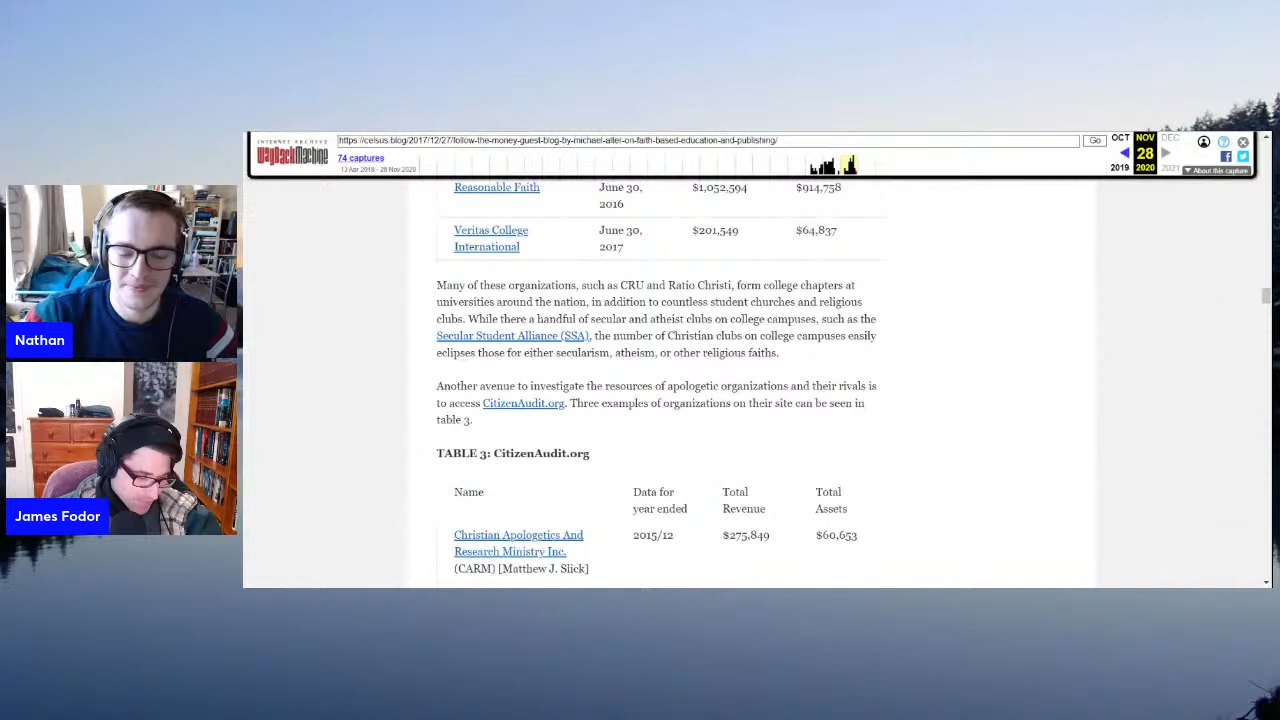 INTERNET ARCHIVE
WayBackMachine
https://celsus.blog/2017/12/27/follow-the-money-guest-blog-by-michael-alter-on-faith-based-education-and-publishing/
Go
74 captures
13 Apr 2019 - 28 Nov 2020
OCT NOV DEC
28
2019 2020 2021
About this capture
Reasonable Faith June 30, 2016 $1,052,594 $914,758
Veritas College International June 30, 2017 $201,549 $64,837
Many of these organizations, such as CRU and Ratio Christi, form college chapters at
universities around the nation, in addition to countless student churches and religious
clubs. While there a handful of secular and atheist clubs on college campuses, such as the
Secular Student Alliance (SSA), the number of Christian clubs on college campuses easily
eclipses those for either secularism, atheism, or other religious faiths.
Another avenue to investigate the resources of apologetic organizations and their rivals is
to access CitizenAudit.org. Three examples of organizations on their site can be seen in
table 3.
TABLE 3: CitizenAudit.org
Name Data for year ended Total Revenue Total Assets
Christian Apologetics And 2015/12 $275,849 $60,653
Research Ministry Inc.
(CARM) [Matthew J. Slick]
Nathan
James Fodor